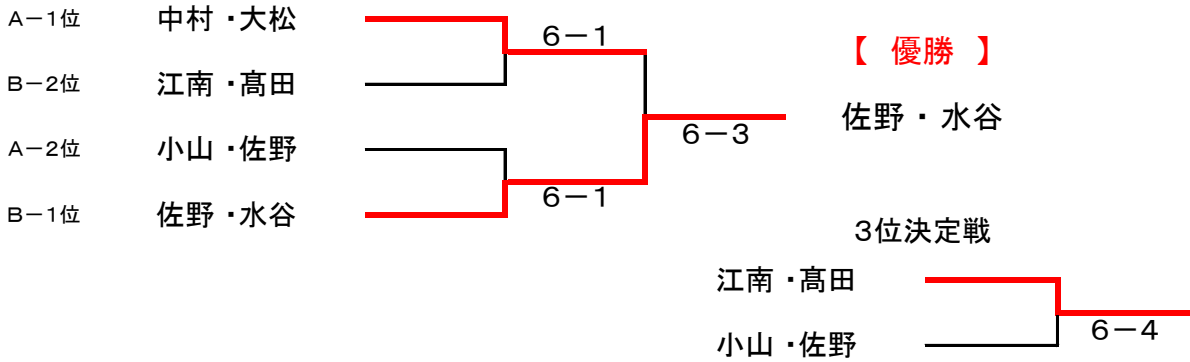 A－1位 中村・大松
6－1
【 優勝 】
B－2位 江南・髙田
佐野・水谷
6－3
A－2位 小山・佐野
6－1
B－1位 佐野・水谷
3位決定戦
江南・髙田
6－4
小山・佐野